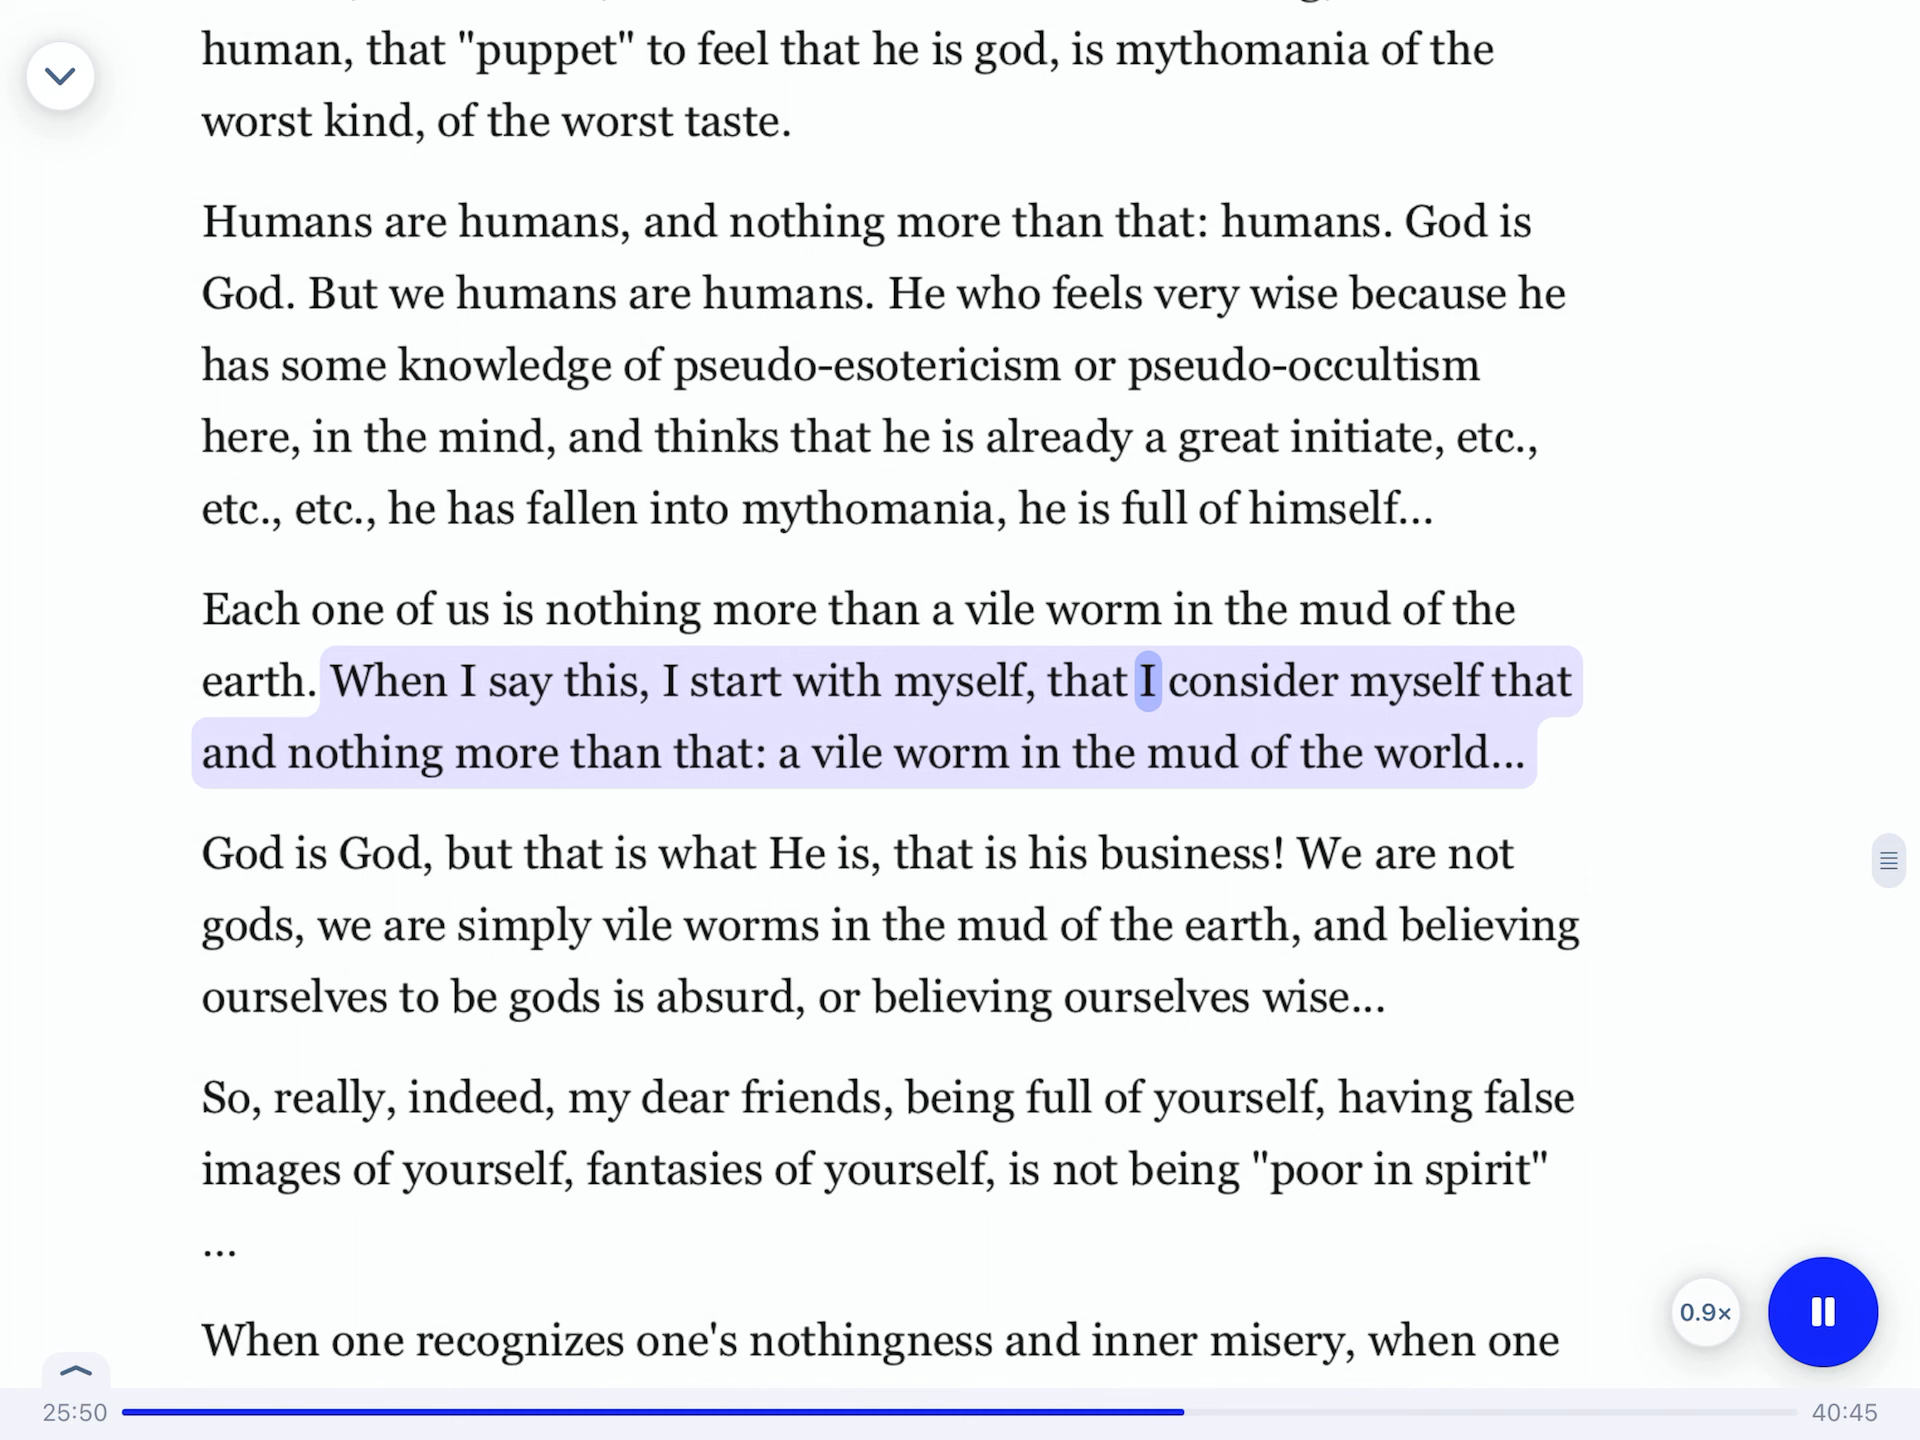 human, that "puppet" to feel that he is god, is mythomania of the
worst kind, of the worst taste.
Humans are humans, and nothing more than that: humans. God is
God. But we humans are humans. He who feels very wise because he
has some knowledge of pseudo-esotericism or pseudo-occultism
here, in the mind, and thinks that he is already a great initiate, etc.,
etc., etc., he has fallen into mythomania, he is full of himself...
Each one of us is nothing more than a vile worm in the mud of the
earth. When I say this, I start with myself, that I consider myself that
and nothing more than that: a vile worm in the mud of the world...
God is God, but that is what He is, that is his business! We are not
gods, we are simply vile worms in the mud of the earth, and believing
ourselves to be gods is absurd, or believing ourselves wise...
So, really, indeed, my dear friends, being full of yourself, having false
images of yourself, fantasies of yourself, is not being "poor in spirit"
...
When one recognizes one's nothingness and inner misery, when one
0.9×
25:50
40:45